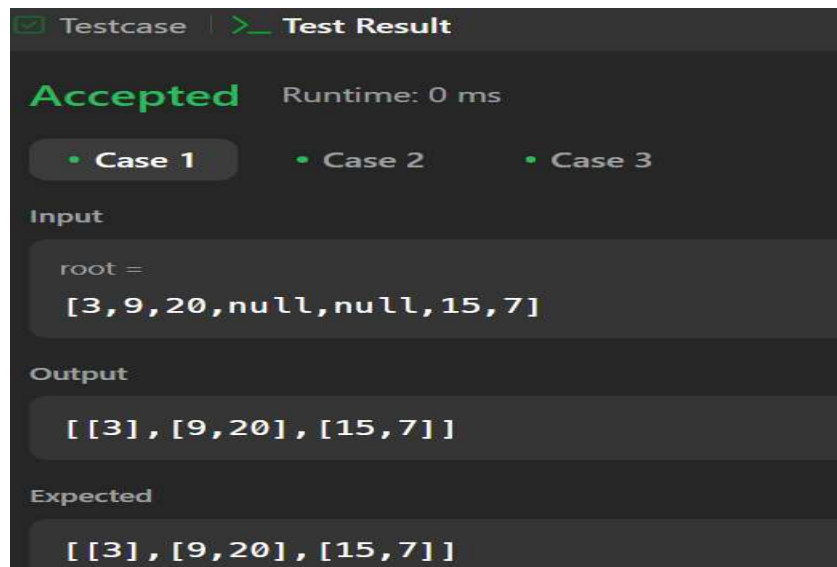 Testcase | >_ Test Result
Accepted Runtime: 0 ms
• Case 1 • Case 2 • Case 3
Input
root =
[3,9,20,null,null,15,7]
Output
[[3],[9,20],[15,7]]
Expected
[[3],[9,20],[15,7]]